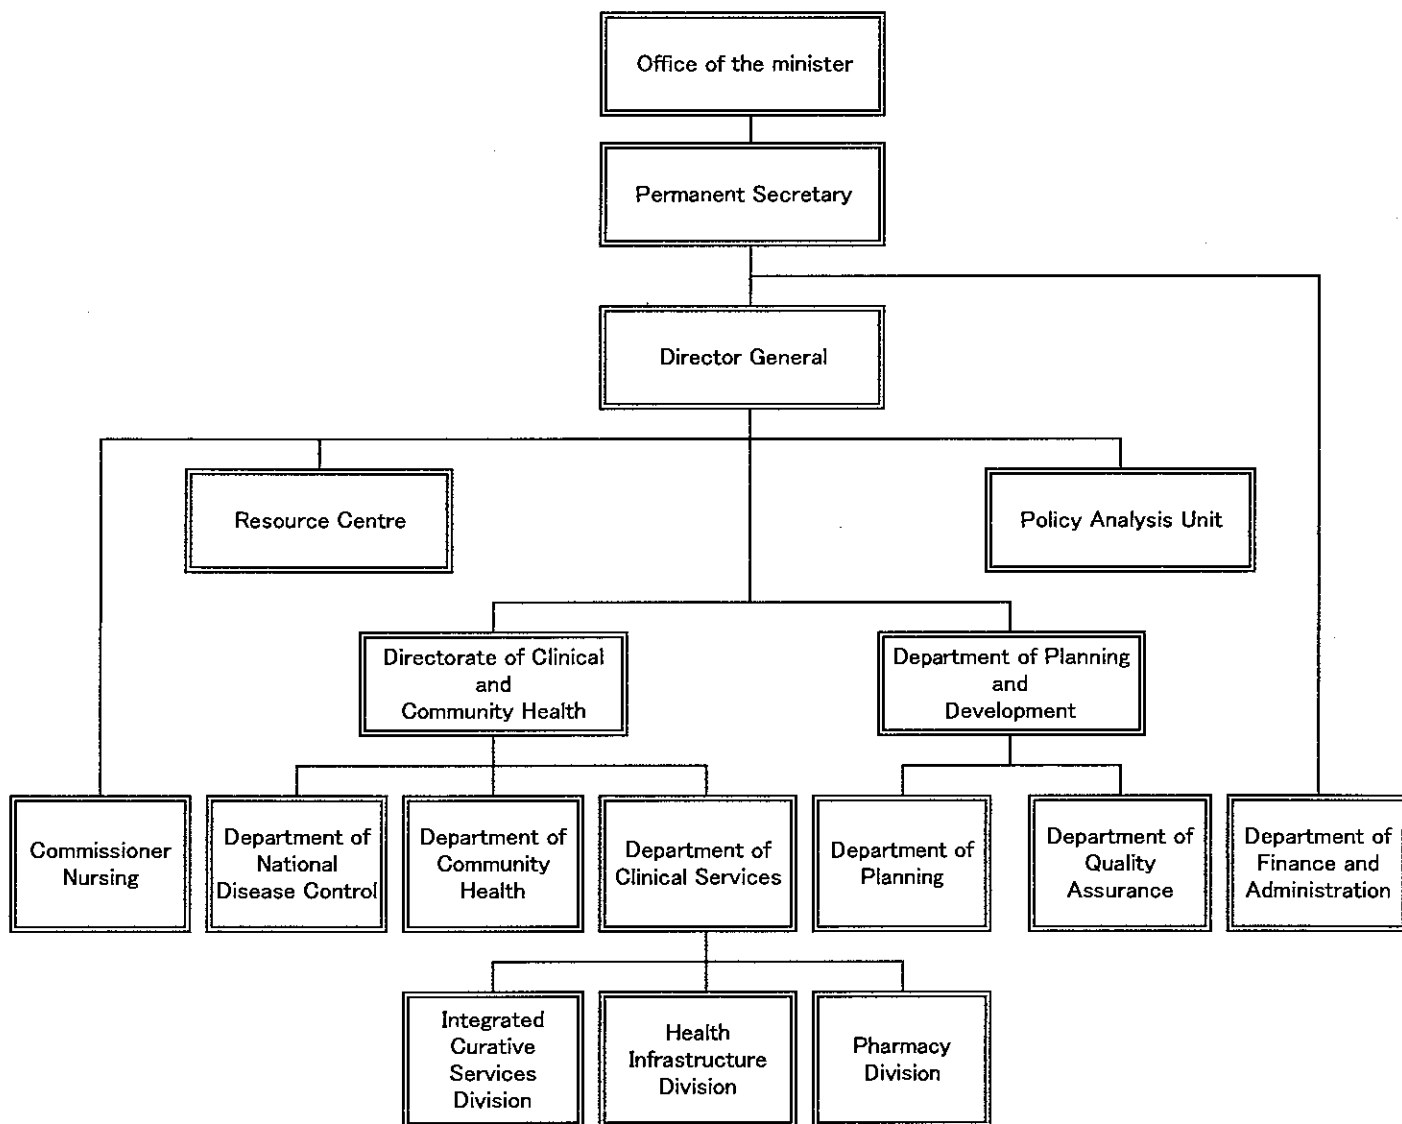 Office of the minister
Permanent Secretary
Director General
Resource Centre
Policy Analysis Unit
Directorate of Clinical
and
Community Health
Department of Planning
and
Development
Commissioner
Nursing
Department of
National
Disease Control
Department of
Community
Health
Department of
Clinical Services
Department of
Planning
Department of
Quality
Assurance
Department of
Finance and
Administration
Integrated
Curative
Services
Division
Health
Infrastructure
Division
Pharmacy
Division